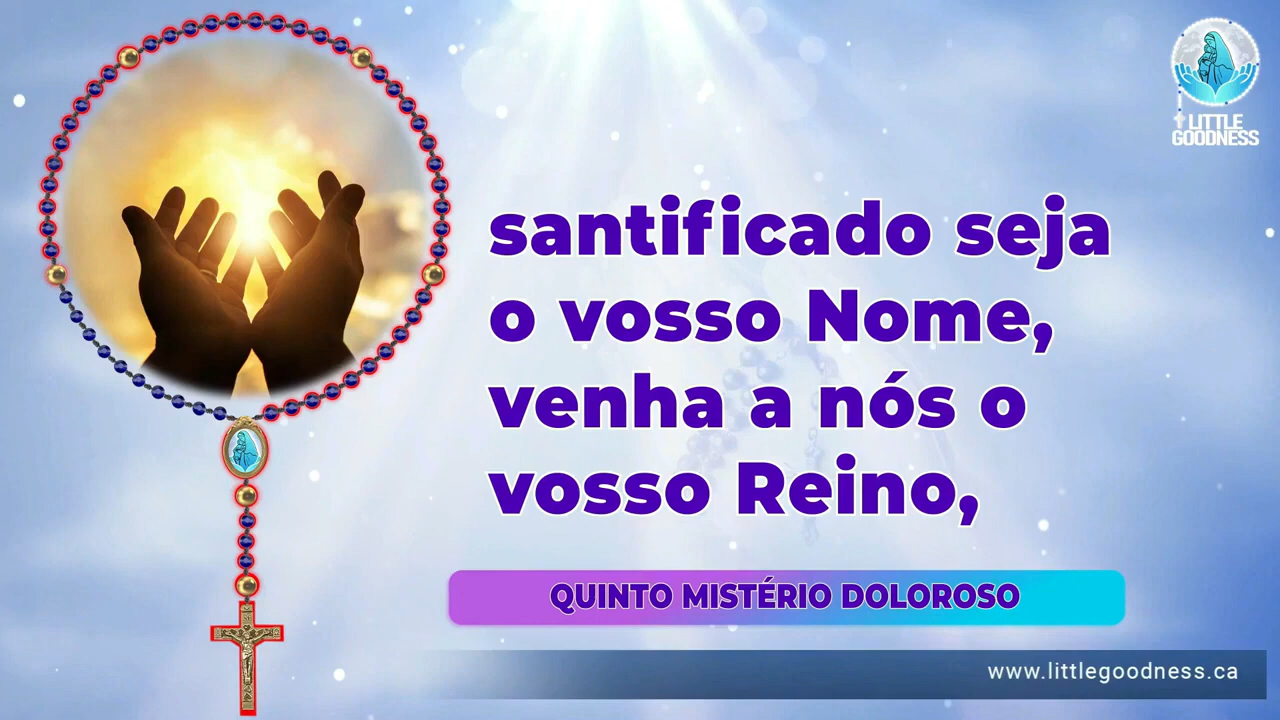 LITTLE
GOODNESS
santificado seja
o vosso Nome,
venha a nós o
vosso Reino,
QUINTO MISTÉRIO DOLOROSO
www.littlegoodness.ca